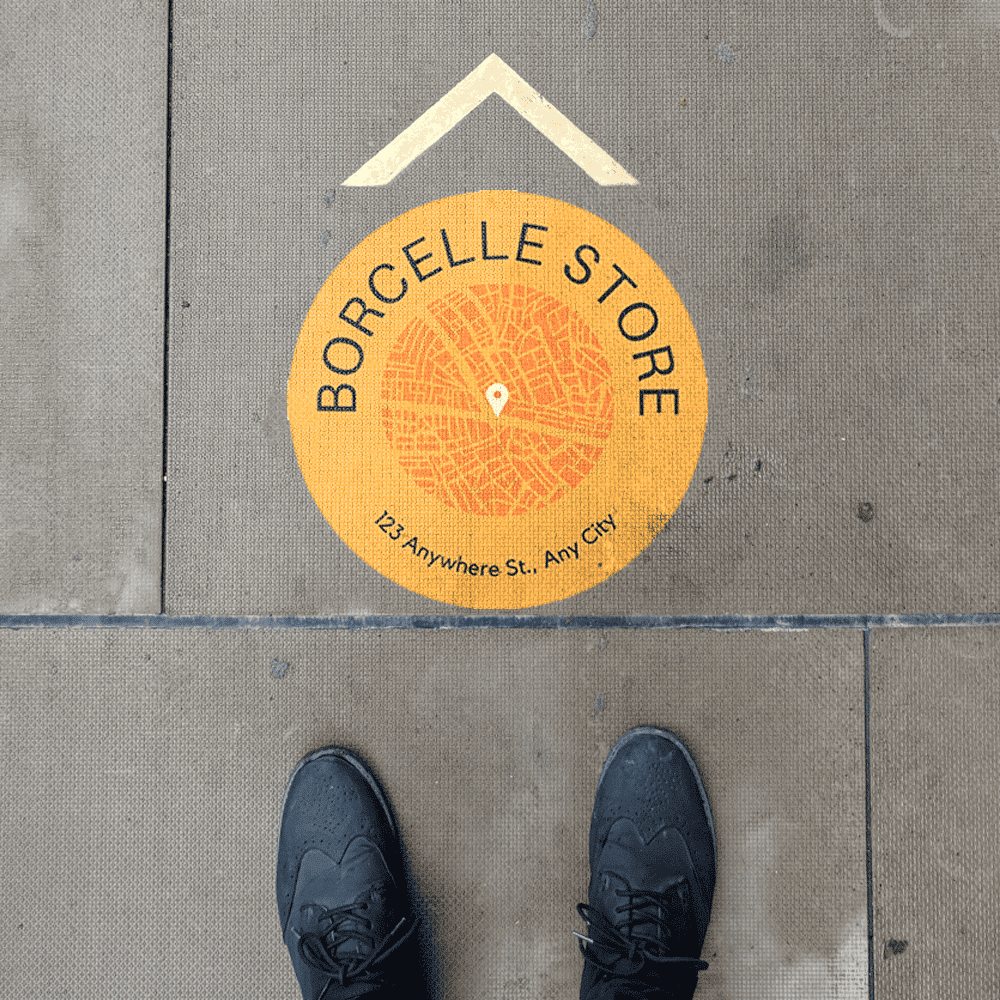 BORCELLE STORE
123 Anywhere St., Any City